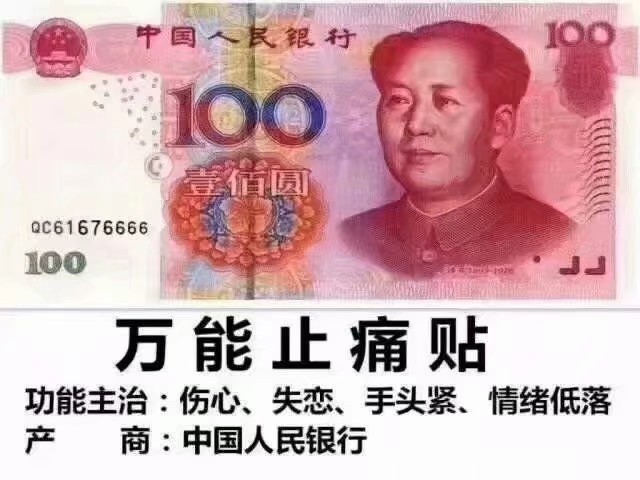 中国人民银行
100
100
壹佰圆
QC61676666
100
万能止痛贴
功能主治：伤心、失恋、手头紧、情绪低落
产 商：中国人民银行